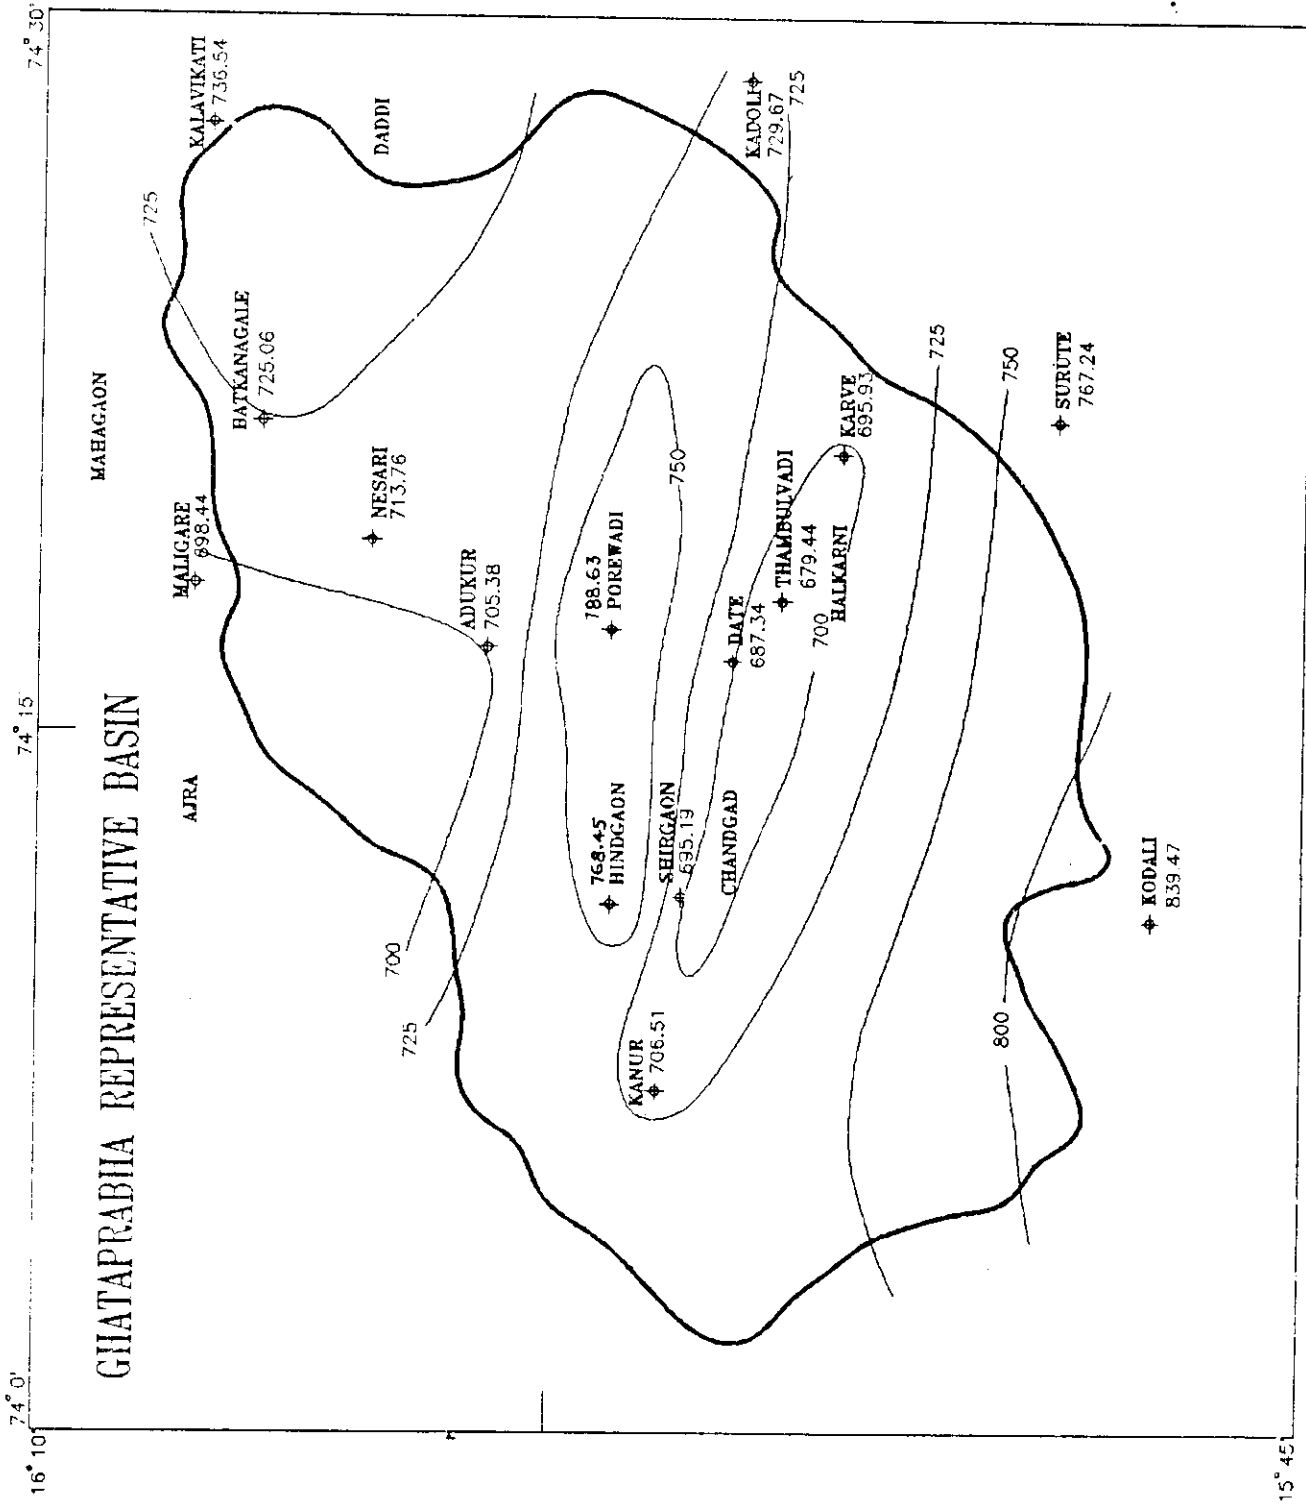 GHATAPRABHA REPRESENTATIVE BASIN
74° 0'
74° 15'
74° 30'
16° 10'
15° 45'
MAHAGAON
AJRA
DADDI
KALAVIKATI
736.54
725
HATKANAGALE
725.06
MALIGARE
698.44
NESARI
713.76
ADUKUR
705.38
700
725
788.63
POREWADI
750
768.45
HINDGAON
SHIRGAON
695.19
KANUR
706.51
CHANDGAD
DATE
687.34
THAMBULVADI
679.44
HALKARNI
700
KARVE
695.93
KADOLI
729.67
725
725
750
SURUTE
767.24
800
KODALI
839.47